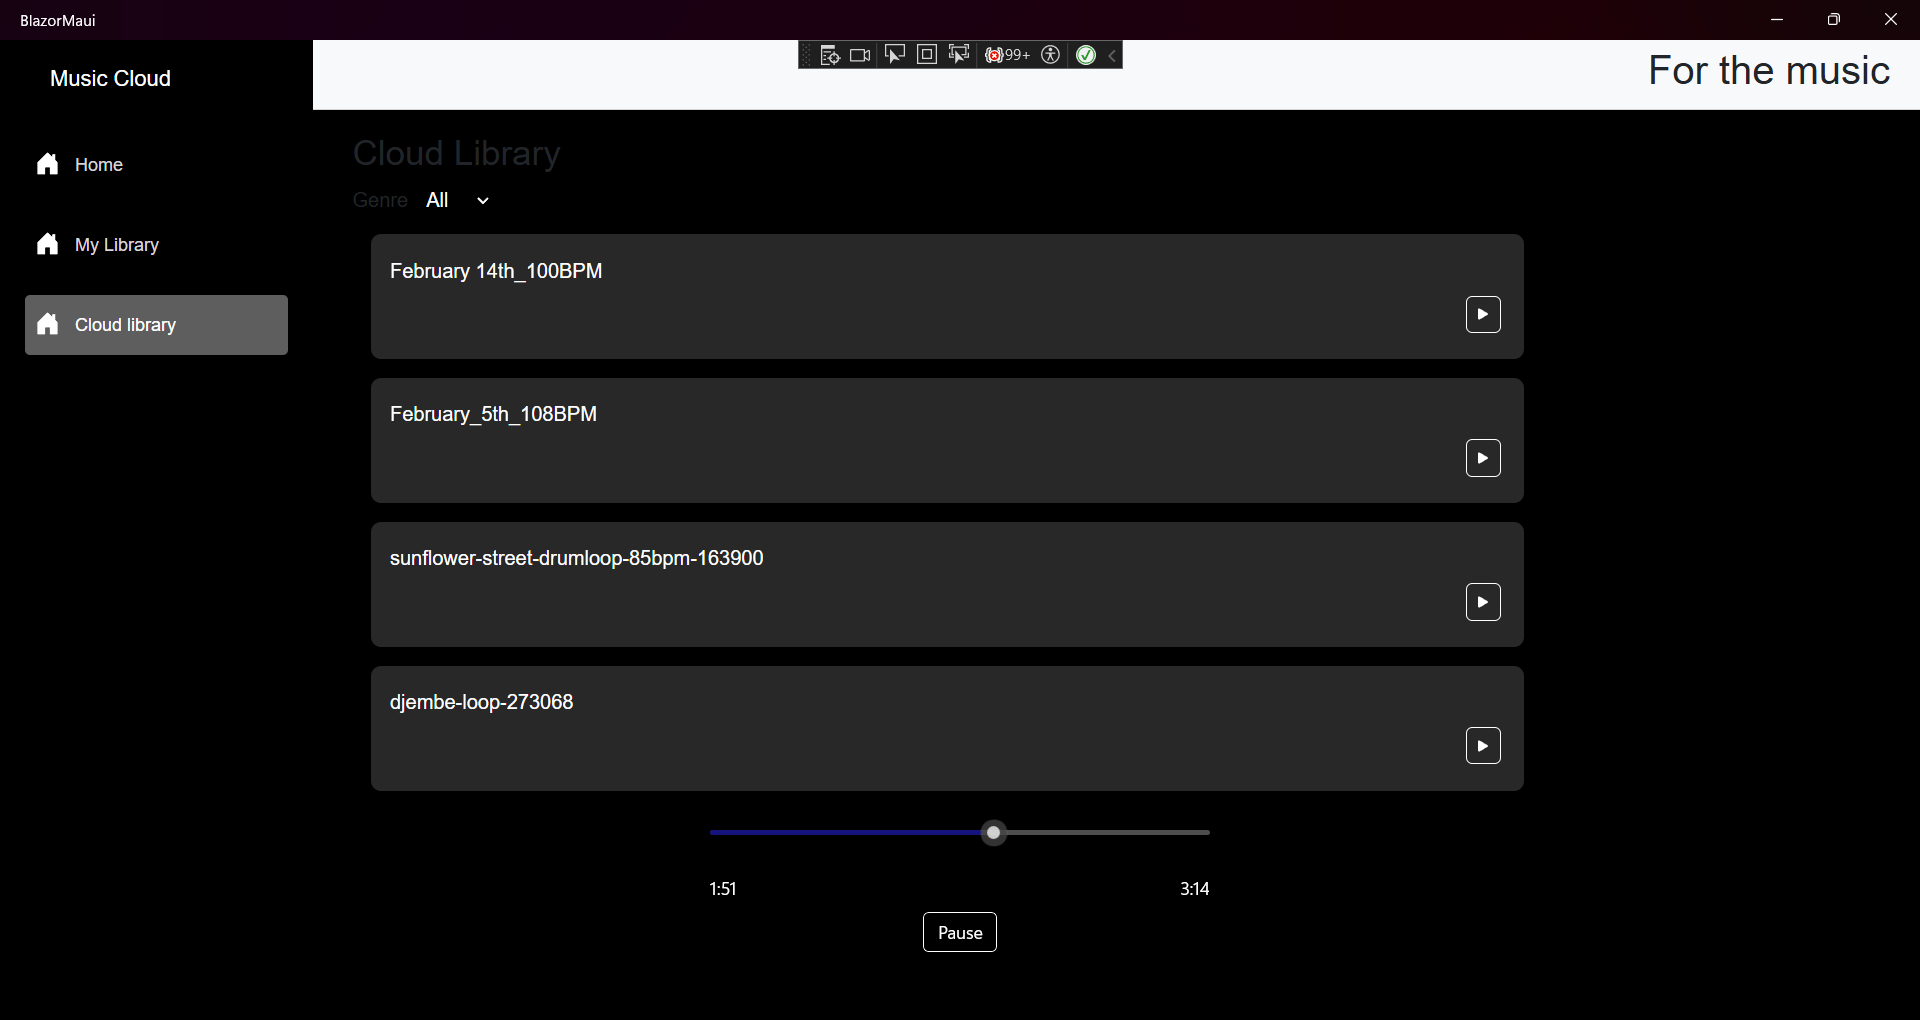 BlazorMaui
Music Cloud
99+
For the music
Home
My Library
Cloud library
Cloud Library
Genre All
February 14th_100BPM
February_5th_108BPM
sunflower-street-drumloop-85bpm-163900
djembe-loop-273068
1:51 3:14
Pause